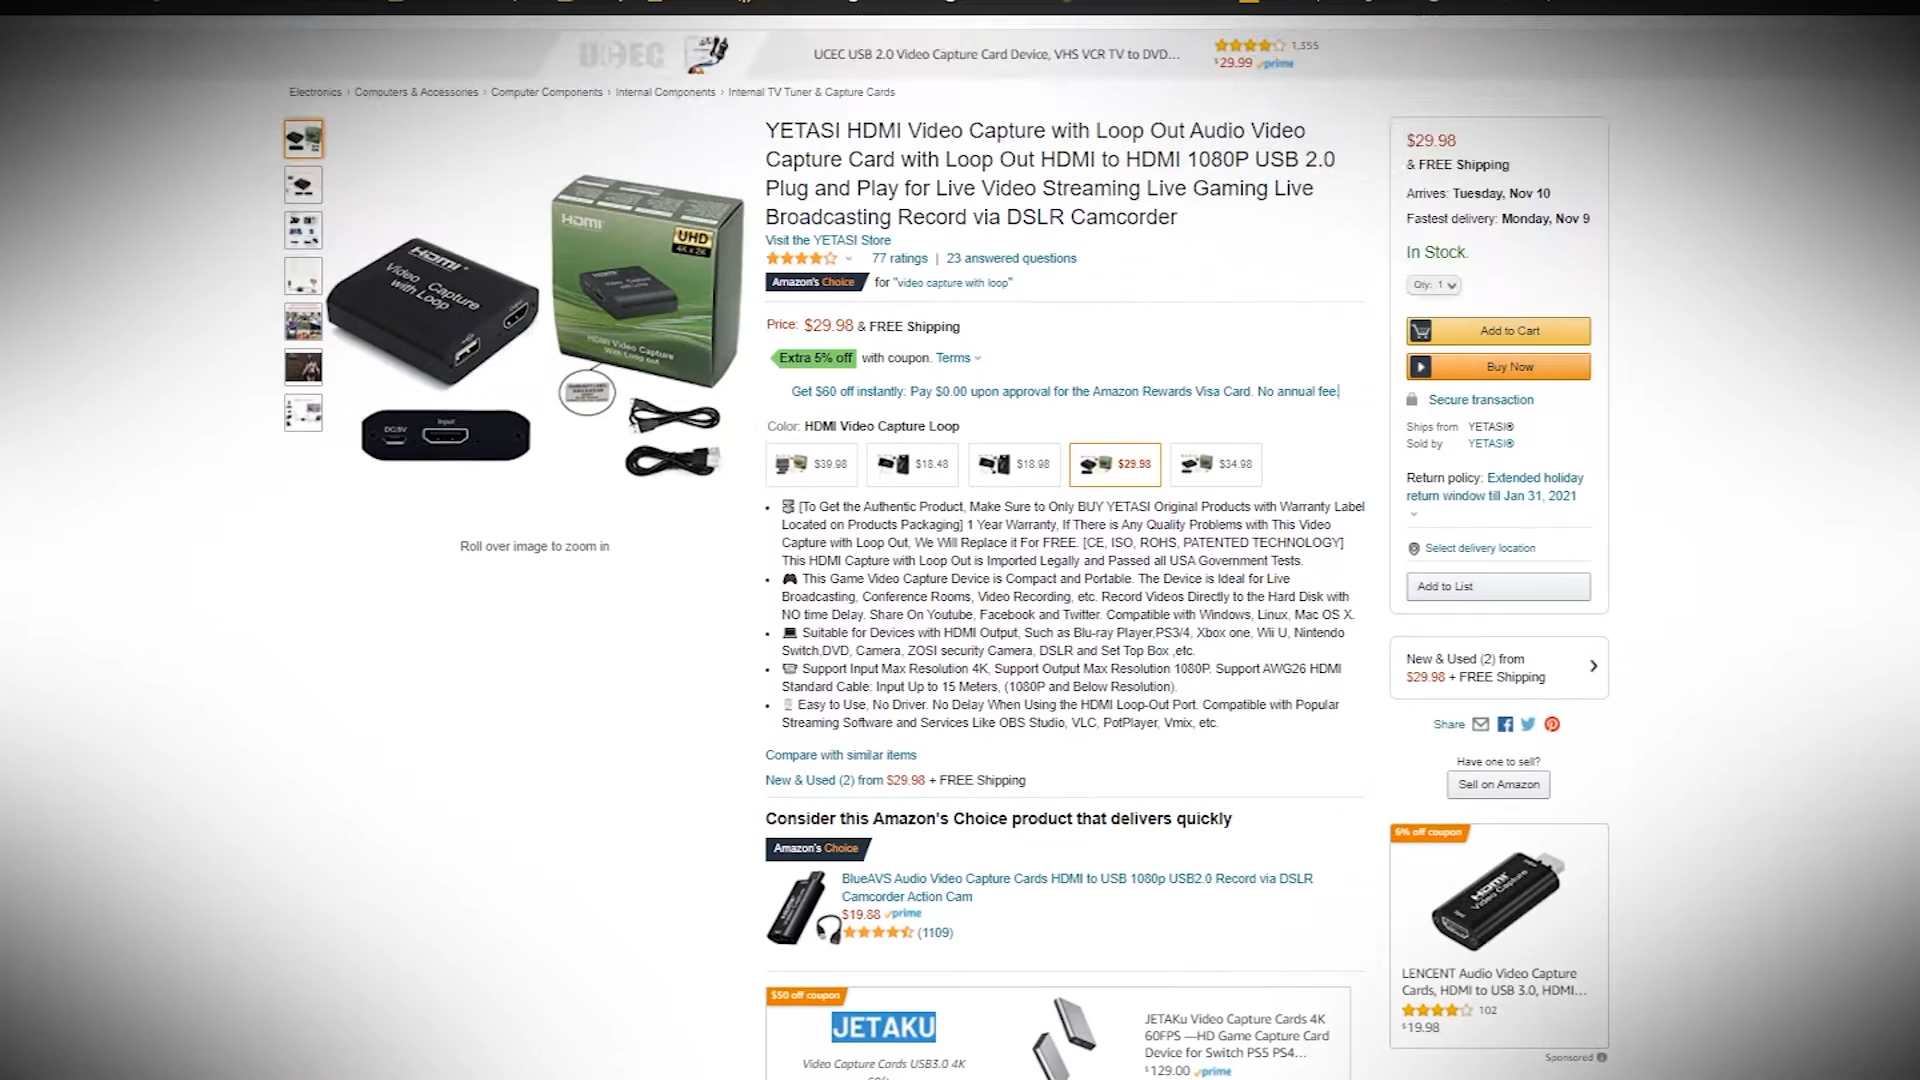 UCEC
UCEC USB 2.0 Video Capture Card Device, VHS VCR TV to DVD...
1,355
$29.99 prime
Electronics › Computers & Accessories › Computer Components › Internal Components › Internal TV Tuner & Capture Cards
YETASI HDMI Video Capture with Loop Out Audio Video
Capture Card with Loop Out HDMI to HDMI 1080P USB 2.0
Plug and Play for Live Video Streaming Live Gaming Live
Broadcasting Record via DSLR Camcorder
Visit the YETASI Store
77 ratings | 23 answered questions
Amazon's Choice for "video capture with loop"
Price: $29.98 & FREE Shipping
Extra 5% off with coupon. Terms
Get $60 off instantly: Pay $0.00 upon approval for the Amazon Rewards Visa Card. No annual fee.
Color: HDMI Video Capture Loop
$39.98 $18.48 $18.98 $29.98 $34.98
HDMI
Video Capture
with Loop
Output
HDMI
UHD
4K x 2K
HDMI Video Capture
With Loop out
WARRANTY LABEL
DC/5V
Input
Roll over image to zoom in
[To Get the Authentic Product, Make Sure to Only BUY YETASI Original Products with Warranty Label
Located on Products Packaging] 1 Year Warranty, If There is Any Quality Problems with This Video
Capture with Loop Out, We Will Replace it For FREE. [CE, ISO, ROHS, PATENTED TECHNOLOGY]
This HDMI Capture with Loop Out is Imported Legally and Passed all USA Government Tests.
This Game Video Capture Device is Compact and Portable. The Device is Ideal for Live
Broadcasting, Conference Rooms, Video Recording, etc. Record Videos Directly to the Hard Disk with
NO time Delay. Share On Youtube, Facebook and Twitter. Compatible with Windows, Linux, Mac OS X.
Suitable for Devices with HDMI Output, Such as Blu-ray Player,PS3/4, Xbox one, Wii U, Nintendo
Switch,DVD, Camera, ZOSI security Camera, DSLR and Set Top Box ,etc.
Support Input Max Resolution 4K, Support Output Max Resolution 1080P. Support AWG26 HDMI
Standard Cable: Input Up to 15 Meters, (1080P and Below Resolution).
Easy to Use, No Driver. No Delay When Using the HDMI Loop-Out Port. Compatible with Popular
Streaming Software and Services Like OBS Studio, VLC, PotPlayer, Vmix, etc.
Compare with similar items
New & Used (2) from $29.98 + FREE Shipping
Consider this Amazon's Choice product that delivers quickly
Amazon's Choice
BlueAVS Audio Video Capture Cards HDMI to USB 1080p USB2.0 Record via DSLR
Camcorder Action Cam
$19.88 prime
(1109)
$50 off coupon
JETAKU
Video Capture Cards USB3.0 4K
JETAKu Video Capture Cards 4K
60FPS —HD Game Capture Card
Device for Switch PS5 PS4...
$129.00 prime
$29.98
& FREE Shipping
Arrives: Tuesday, Nov 10
Fastest delivery: Monday, Nov 9
In Stock.
Qty: 1
Add to Cart
Buy Now
Secure transaction
Ships from YETASI®
Sold by YETASI®
Return policy: Extended holiday
return window till Jan 31, 2021
Select delivery location
Add to List
New & Used (2) from
$29.98 + FREE Shipping
Share
Have one to sell?
Sell on Amazon
6% off coupon
HDMI
Video Capture
Input
LENCENT Audio Video Capture
Cards, HDMI to USB 3.0, HDMI...
102
$19.98
Sponsored